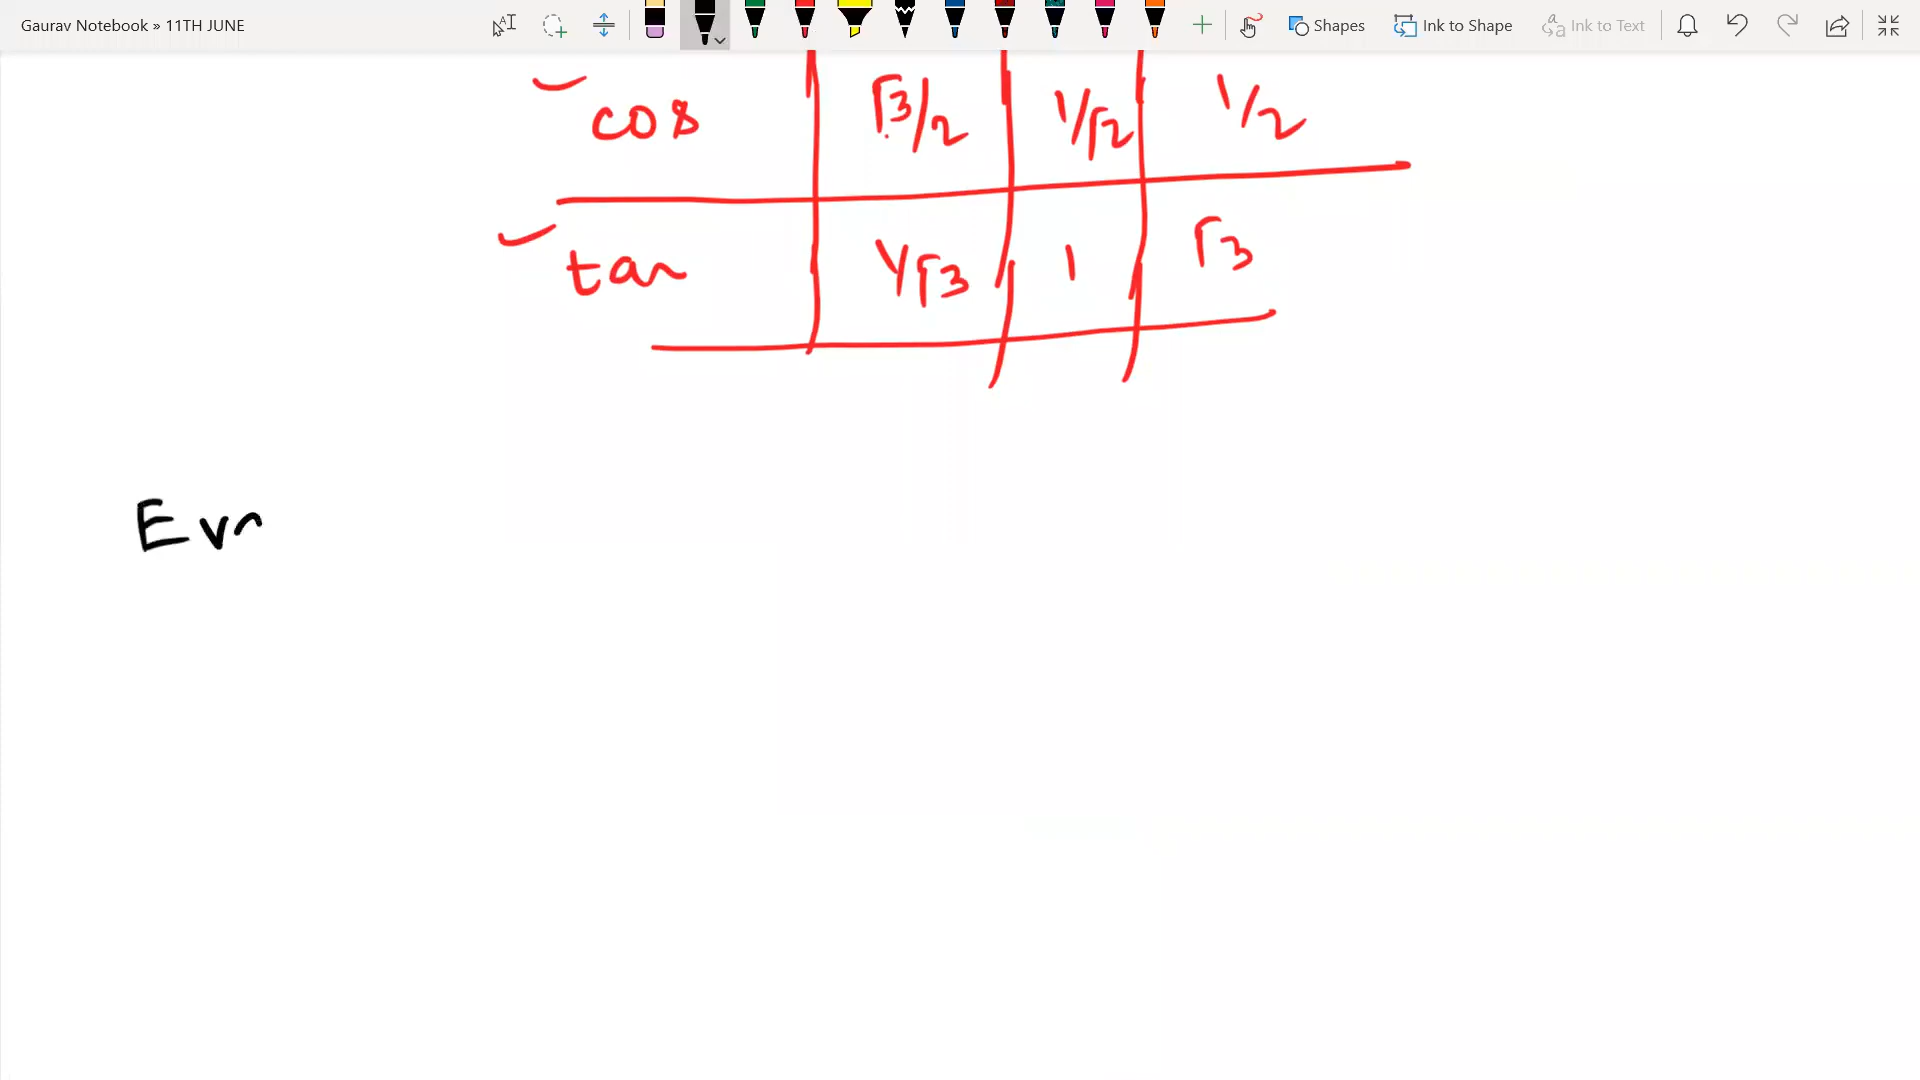 Gaurav Notebook » 11TH JUNE
Shapes
Ink to Shape
Ink to Text
cos √3/2 1/√2 1/2
tan 1/√3 1 √3
Ev